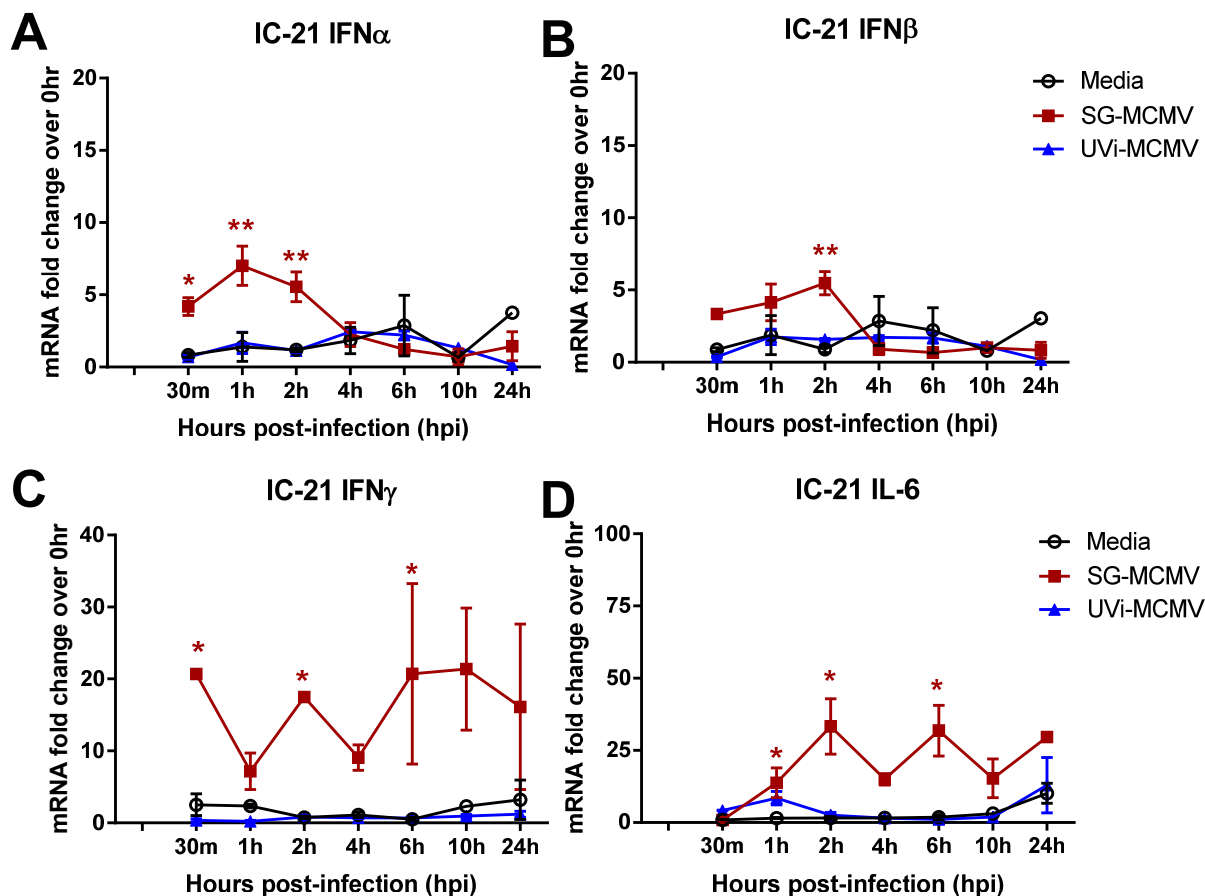 A
IC-21 IFNα
mRNA fold change over 0hr
20
15
10
5
0
*
**
**
30m 1h 2h 4h 6h 10h 24h
Hours post-infection (hpi)
B
IC-21 IFNβ
mRNA fold change over 0hr
20
15
10
5
0
**
30m 1h 2h 4h 6h 10h 24h
Hours post-infection (hpi)
Media
SG-MCMV
UVi-MCMV
C
IC-21 IFNγ
mRNA fold change over 0hr
40
30
20
10
0
*
*
*
30m 1h 2h 4h 6h 10h 24h
Hours post-infection (hpi)
D
IC-21 IL-6
mRNA fold change over 0hr
100
75
50
25
0
*
*
*
30m 1h 2h 4h 6h 10h 24h
Hours post-infection (hpi)
Media
SG-MCMV
UVi-MCMV